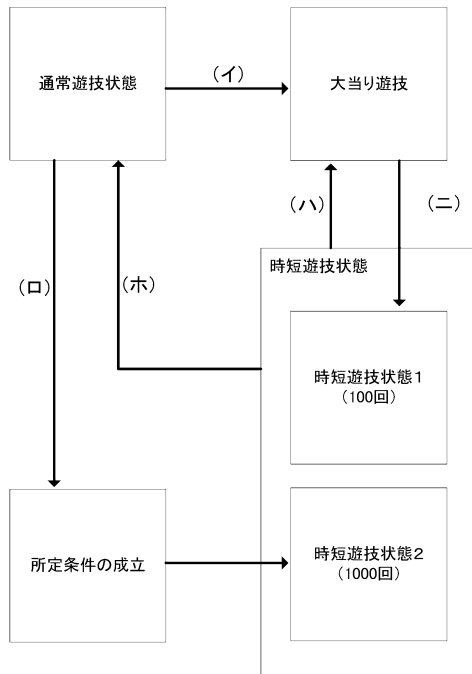 通常遊技状態
(イ)
大当り遊技
(ハ)
(ニ)
時短遊技状態
(ロ)
(ホ)
時短遊技状態1
(100回)
所定条件の成立
時短遊技状態2
(1000回)